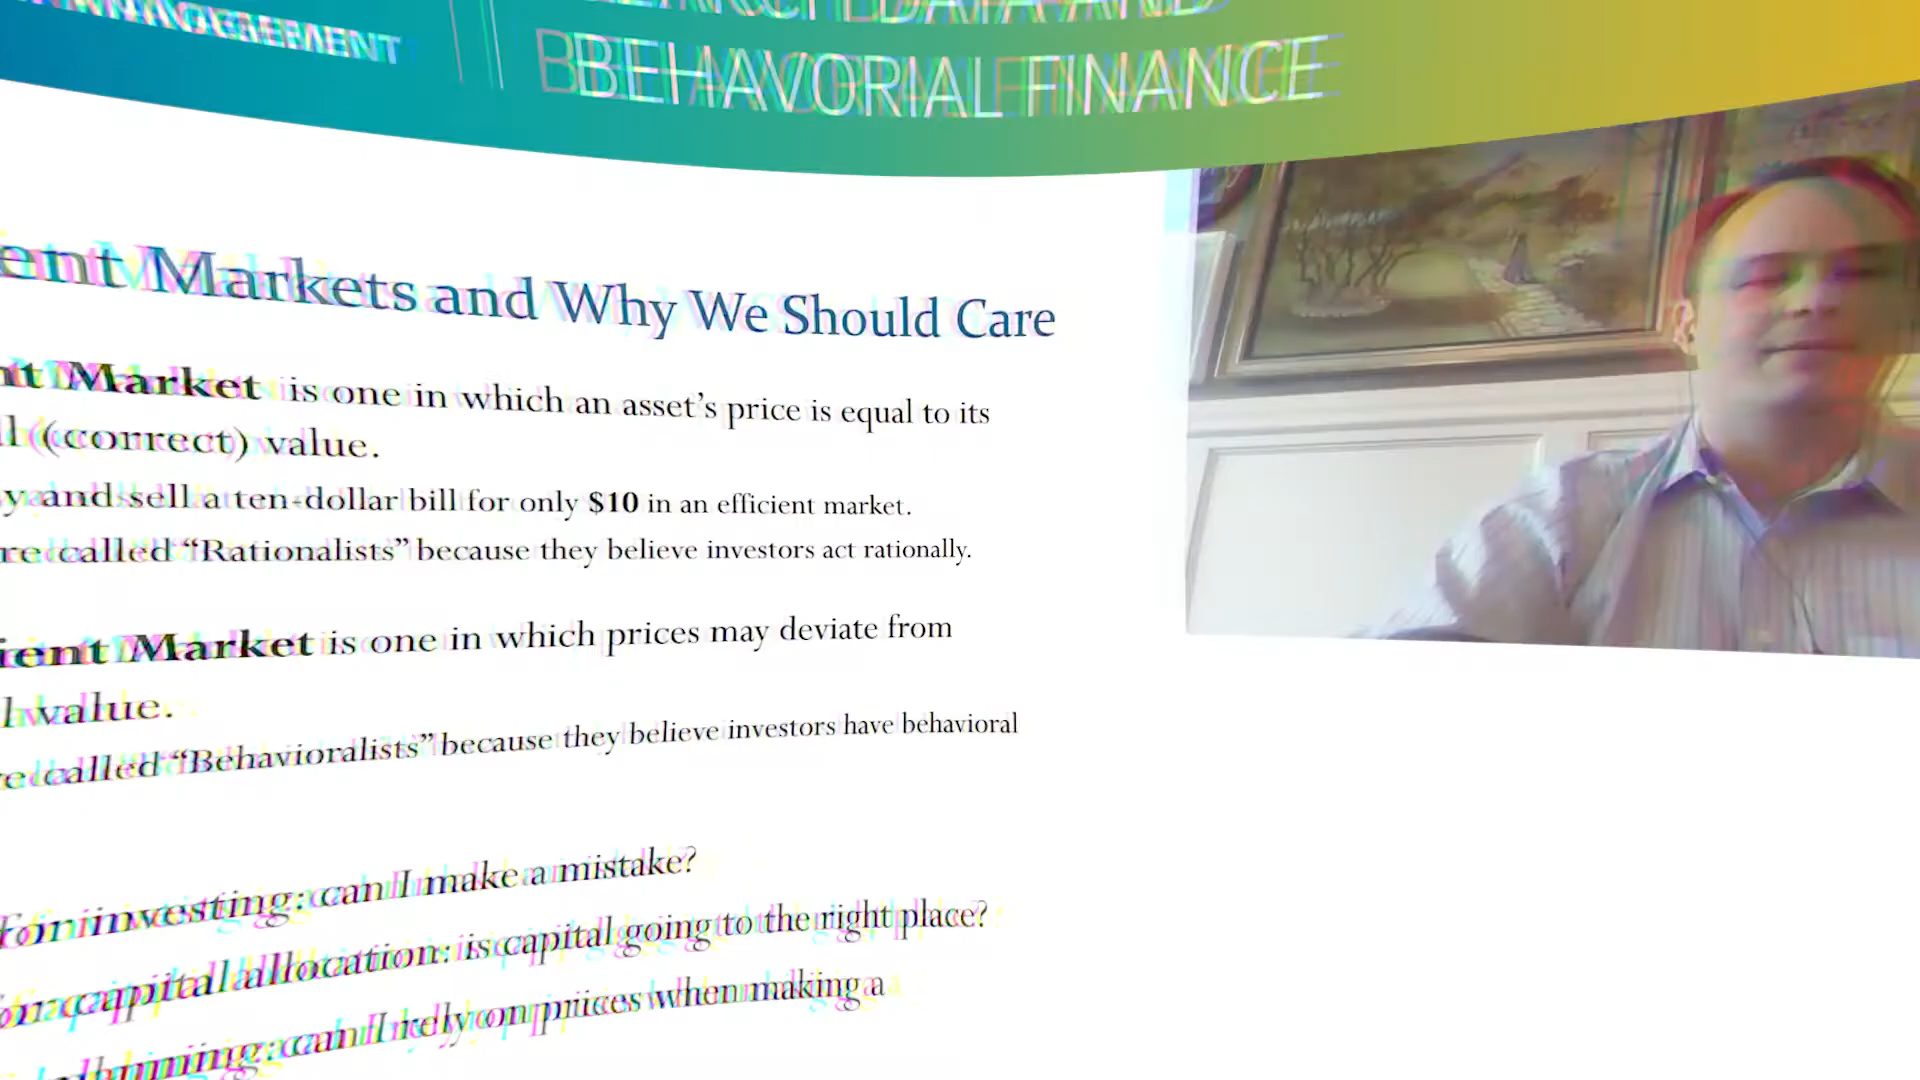 MANAGEMENT
DATA AND
BEHAVORIAL FINANCE
ent Markets and Why We Should Care
nt Market is one in which an asset’s price is equal to its
l (correct) value.
y and sell a ten-dollar bill for only $10 in an efficient market.
re called “Rationalists” because they believe investors act rationally.
ient Market is one in which prices may deviate from
l value.
e called “Behavioralists” because they believe investors have behavioral
For investing: can I make a mistake?
or capital allocation: is capital going to the right place?
can I rely on prices when making a